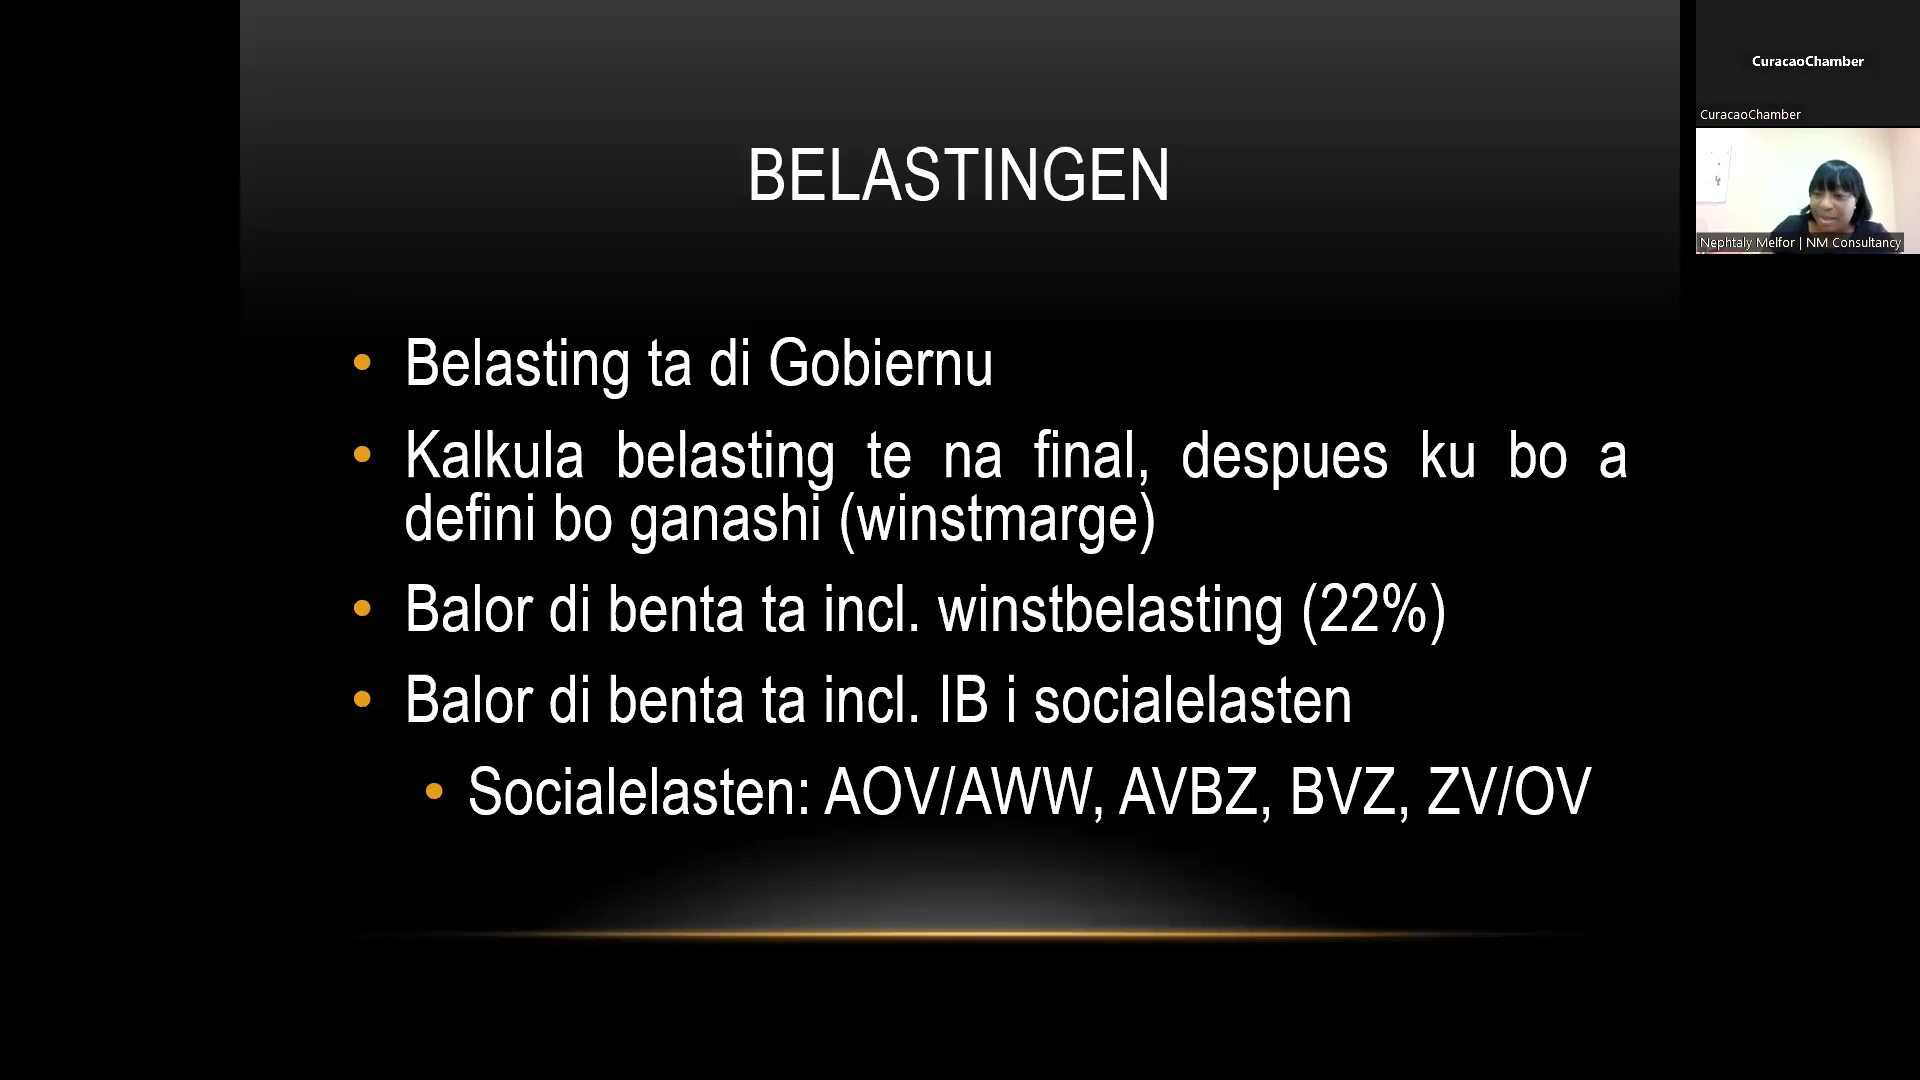 BELASTINGEN
• Belasting ta di Gobiernu
• Kalkula belasting te na final, despues ku bo a
defini bo ganashi (winstmarge)
• Balor di benta ta incl. winstbelasting (22%)
• Balor di benta ta incl. IB i socialelasten
• Socialelasten: AOV/AWW, AVBZ, BVZ, ZV/OV
CuracaoChamber
CuracaoChamber
Nephtaly Melfor | NM Consultancy